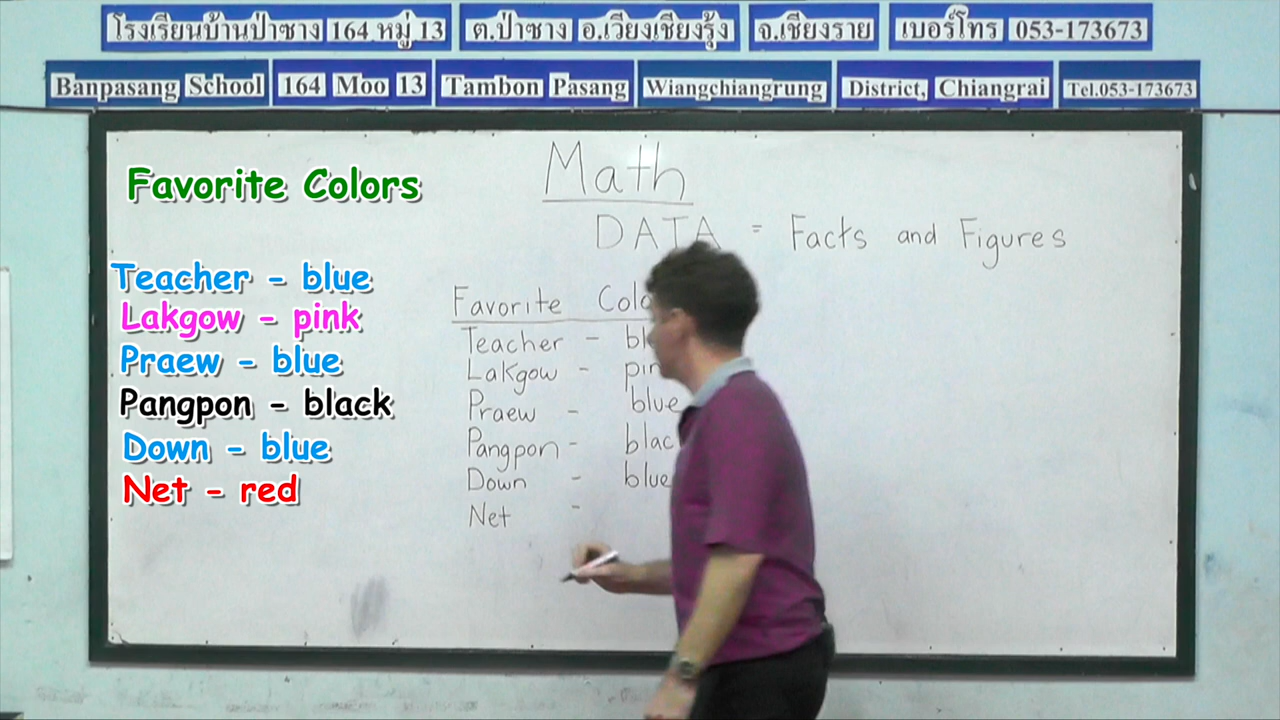 โรงเรียนบ้านป่าซาง 164 หมู่ 13 ต.ป่าซาง อ.เวียงเชียงรุ้ง จ.เชียงราย เบอร์โทร 053-173673
Banpasang School 164 Moo 13 Tambon Pasang Wiangchiangrung District, Chiangrai Tel.053-173673
Favorite Colors
Teacher - blue
Lakgow - pink
Praew - blue
Pangpon - black
Down - blue
Net - red
Math
DATA = Facts and Figures
Favorite Colo
Teacher - bl
Lakgow - pin
Praew - blue
Pangpon - blac
Down - blue
Net -